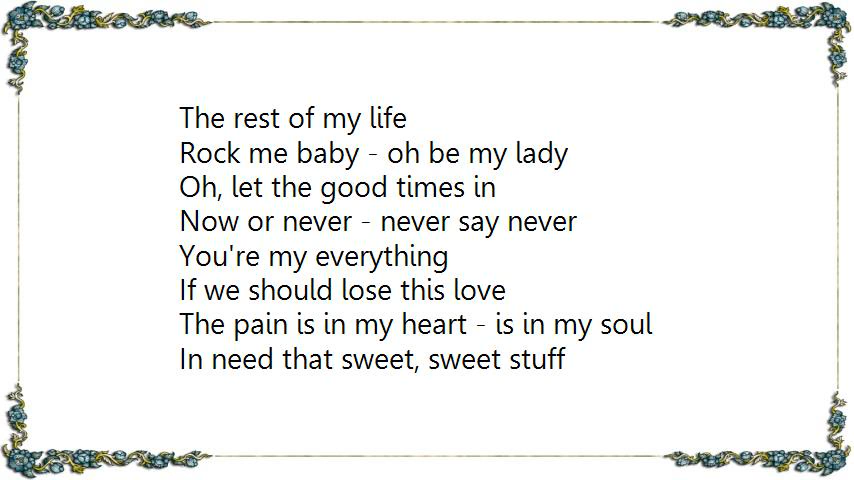 The rest of my life
Rock me baby - oh be my lady
Oh, let the good times in
Now or never - never say never
You're my everything
If we should lose this love
The pain is in my heart - is in my soul
In need that sweet, sweet stuff